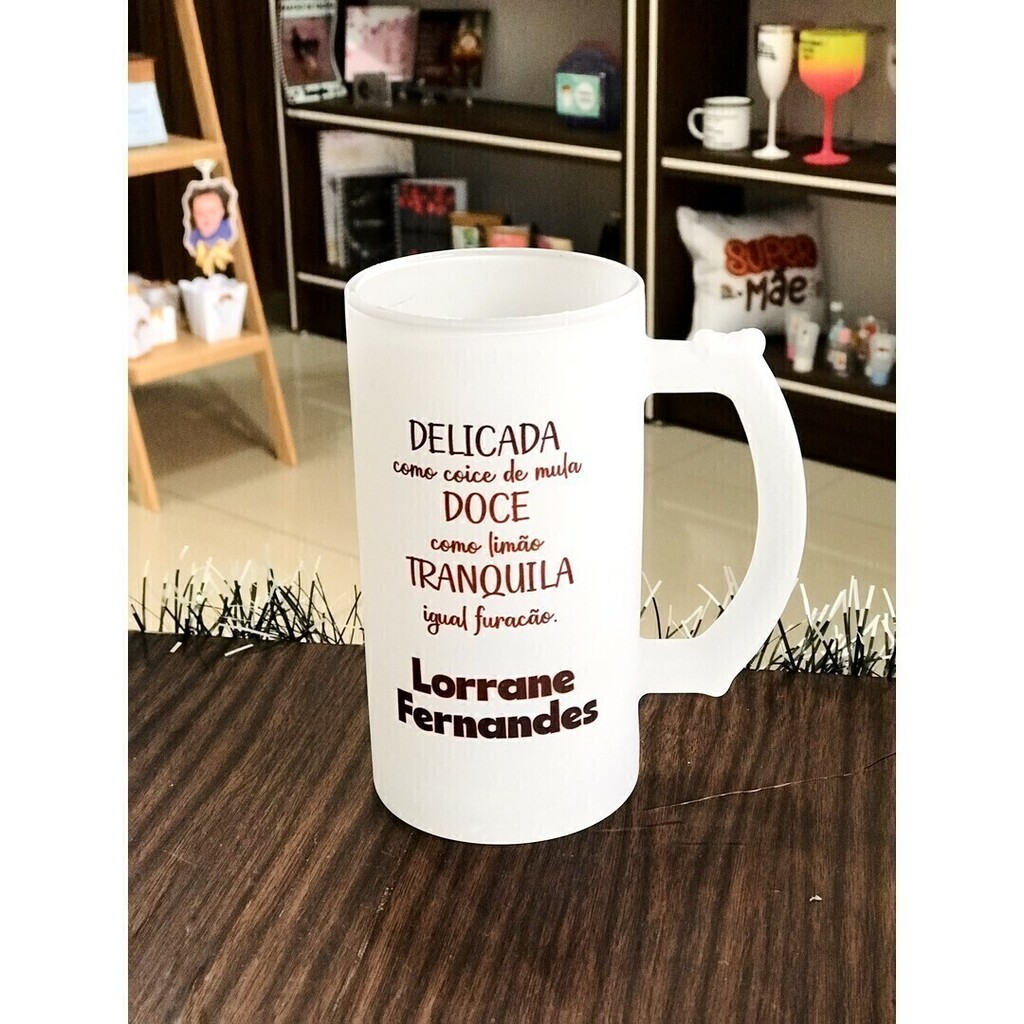 DELICADA
como coice de mula
DOCE
como limão
TRANQUILA
igual furacão.
Lorrane
Fernandes
SUPER
Mãe